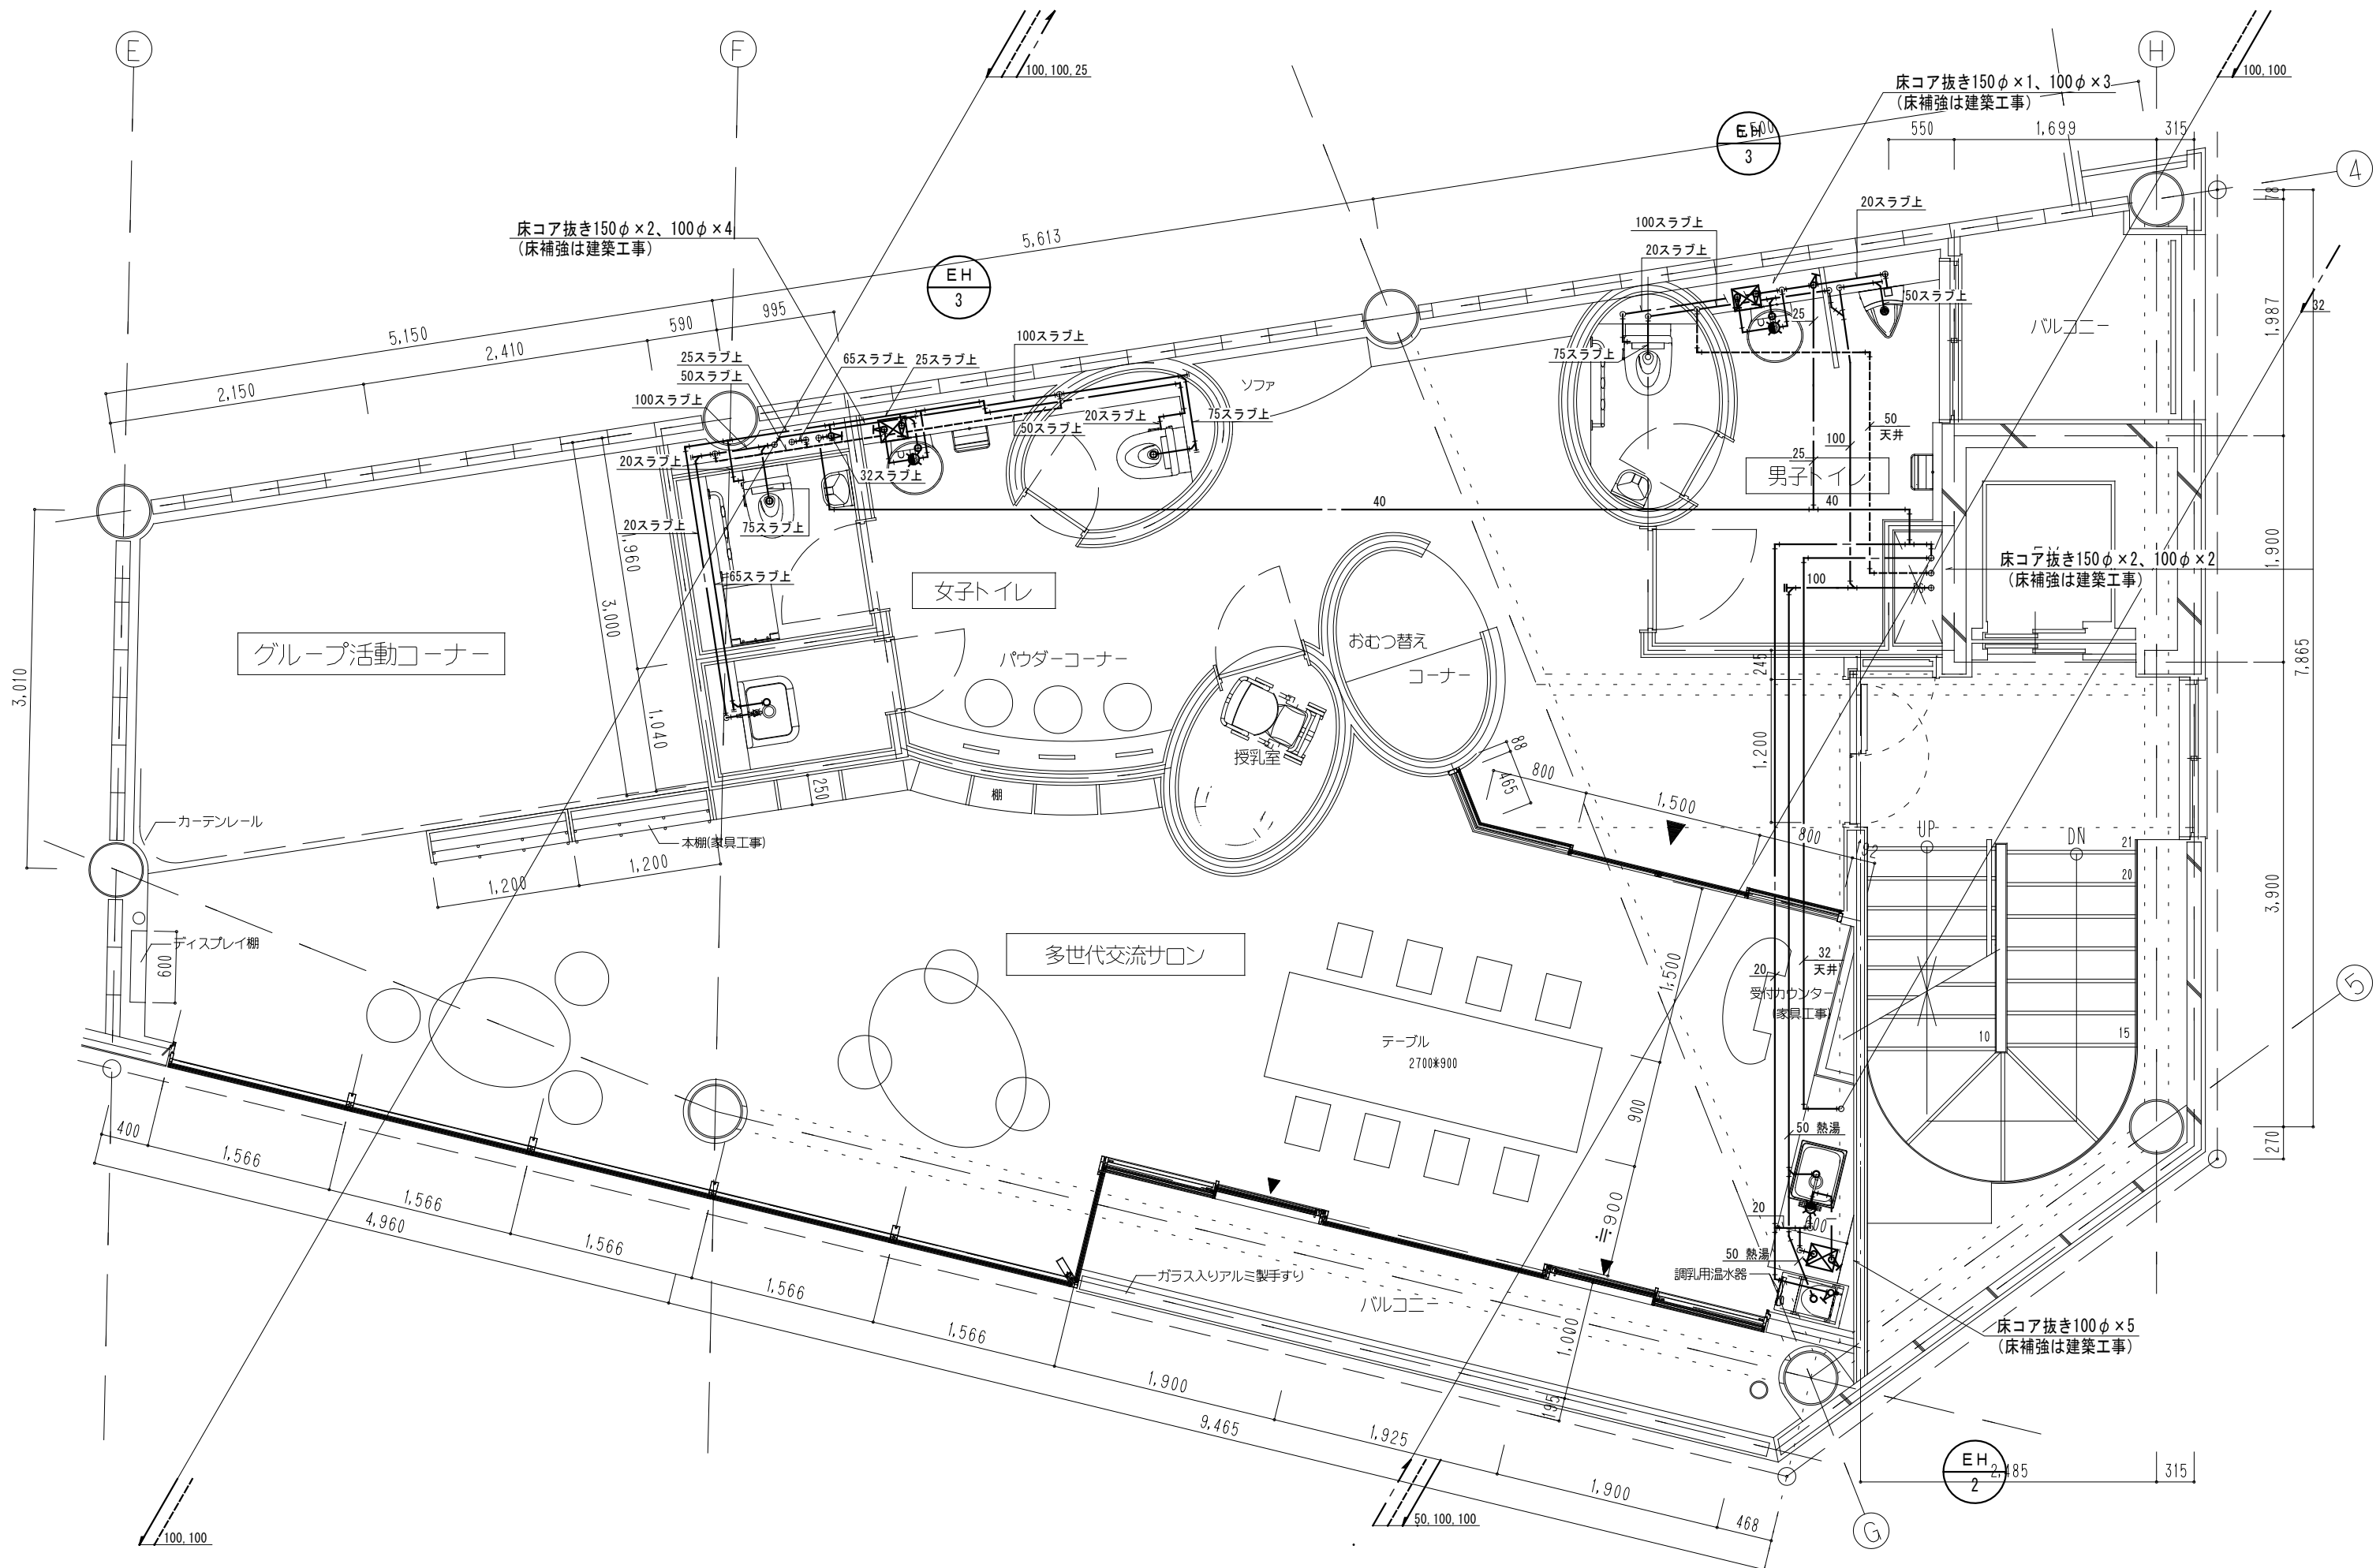 E
F
H
100,100,25
100,100
床コア抜き150φ×1、100φ×3
(床補強は建築工事)
EH
3
550
1,699
315
4
78
床コア抜き150φ×2、100φ×4
(床補強は建築工事)
5,613
EH
3
100スラブ上
20スラブ上
20スラブ上
50スラブ上
バルコニー
1,987
32
5,150
2,410
590
995
2,150
25スラブ上
65スラブ上
25スラブ上
100スラブ上
50スラブ上
100スラブ上
ソファ
75スラブ上
25
20スラブ上
50スラブ上
20スラブ上
75スラブ上
32スラブ上
50
天井
100
25
男子トイレ
40
40
20スラブ上
75スラブ上
1,960
65スラブ上
3,000
女子トイレ
100
床コア抜き150φ×2、100φ×2
(床補強は建築工事)
1,900
7,865
グループ活動コーナー
3,010
パウダーコーナー
おむつ替え
コーナー
245
1,040
授乳室
1,200
88
465
800
1,500
800
250
棚
カーテンレール
本棚(家具工事)
1,200
1,200
UP
DN
21
20
92
3,900
ディスプレイ棚
600
多世代交流サロン
1,500
32
天井
20
受付カウンター
(家具工事)
10
15
5
テーブル
2700*900
900
400
1,566
1,566
1,566
1,566
1,566
4,960
50 熱湯
270
20
≒900
50 熱湯
調乳用温水器
ガラス入りアルミ製手すり
バルコニー
1,000
195
床コア抜き100φ×5
(床補強は建築工事)
1,900
9,465
1,925
1,900
468
EH
2
2,485
315
G
100,100
50,100,100